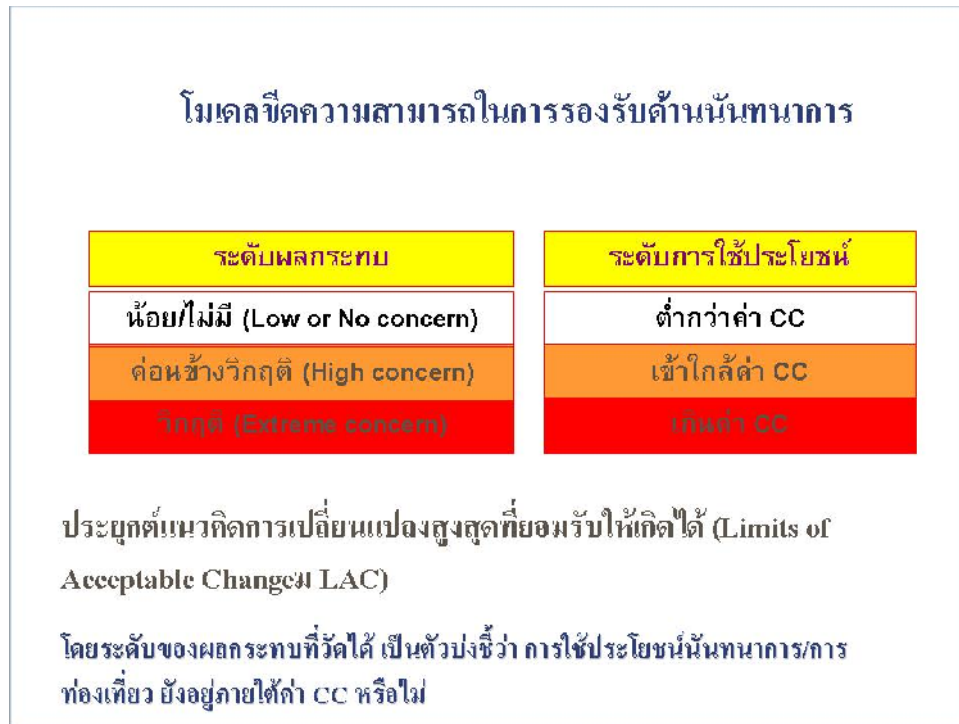 โมเดลขีดความสามารถในการรองรับด้านนันทนาการ
ระดับผลกระทบ
น้อย/ไม่มี (Low or No concern)
ค่อนข้างวิกฤติ (High concern)
วิกฤติ (Extreme concern)
ระดับการใช้ประโยชน์
ต่ำกว่าค่า CC
เข้าใกล้ค่า CC
เกินค่า CC
ประยุกต์แนวคิดการเปลี่ยนแปลงสูงสุดที่ยอมรับให้เกิดได้ (Limits of
Acceptable Changeม LAC)
โดยระดับของผลกระทบที่วัดได้ เป็นตัวบ่งชี้ว่า การใช้ประโยชน์นันทนาการ/การ
ท่องเที่ยว ยังอยู่ภายใต้ค่า CC หรือไม่